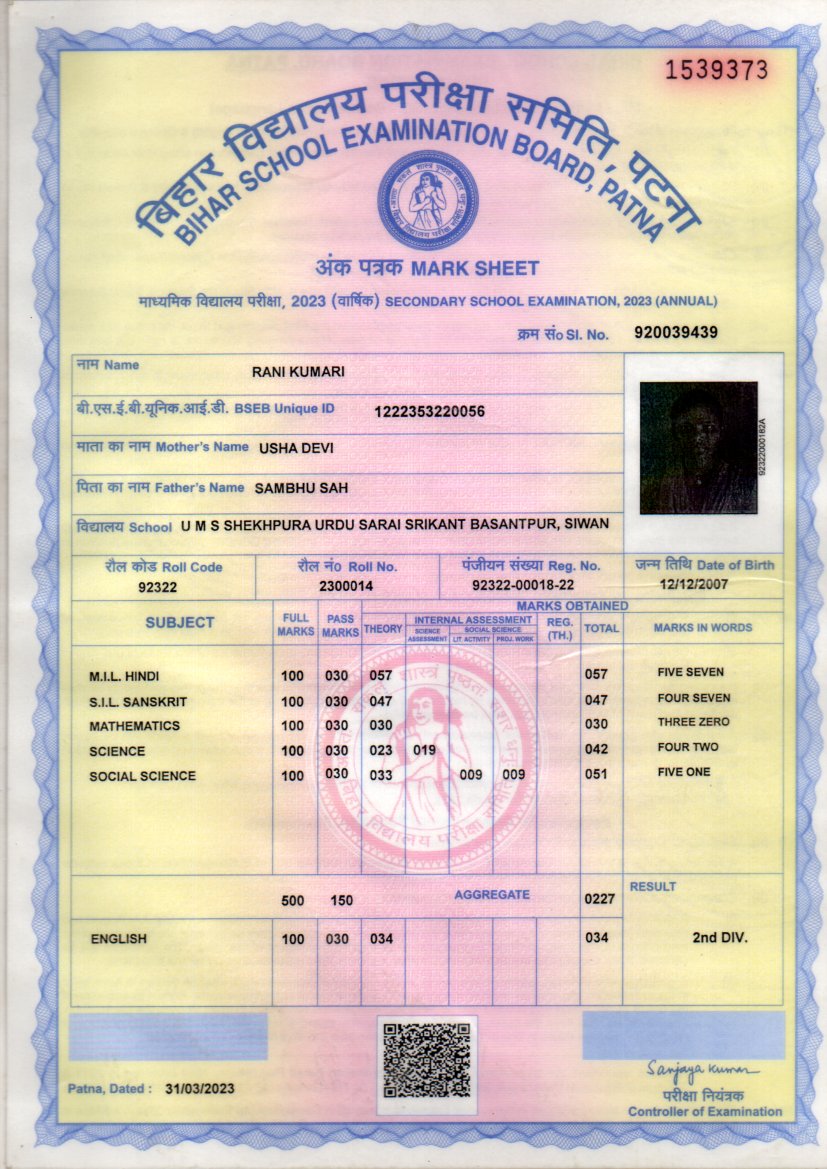 1539373
बिहार विद्यालय परीक्षा समिति, पटना
BIHAR SCHOOL EXAMINATION BOARD, PATNA
अंक पत्रक MARK SHEET
माध्यमिक विद्यालय परीक्षा, 2023 (वार्षिक) SECONDARY SCHOOL EXAMINATION, 2023 (ANNUAL)
क्रम सं० Sl. No. 920039439
नाम Name RANI KUMARI
बी.एस.ई.बी.यूनिक.आई.डी. BSEB Unique ID 1222353220056
माता का नाम Mother's Name USHA DEVI
पिता का नाम Father's Name SAMBHU SAH
विद्यालय School U M S SHEKHPURA URDU SARAI SRIKANT BASANTPUR, SIWAN
923220000182A
रौल कोड Roll Code रौल नं० Roll No. पंजीयन संख्या Reg. No. जन्म तिथि Date of Birth
92322 2300014 92322-00018-22 12/12/2007
SUBJECT FULL MARKS PASS MARKS MARKS OBTAINED
THEORY INTERNAL ASSESSMENT REG. (TH.) TOTAL MARKS IN WORDS
SCIENCE ASSESSMENT SOCIAL SCIENCE
LIT ACTIVITY PROJ. WORK
M.I.L. HINDI 100 030 057 057 FIVE SEVEN
S.I.L. SANSKRIT 100 030 047 047 FOUR SEVEN
MATHEMATICS 100 030 030 030 THREE ZERO
SCIENCE 100 030 023 019 042 FOUR TWO
SOCIAL SCIENCE 100 030 033 009 009 051 FIVE ONE
बिहार विद्यालय परीक्षा समिति
500 150 AGGREGATE 0227 RESULT
ENGLISH 100 030 034 034 2nd DIV.
Sanjaya Kumar
Patna, Dated : 31/03/2023
परीक्षा नियंत्रक
Controller of Examination